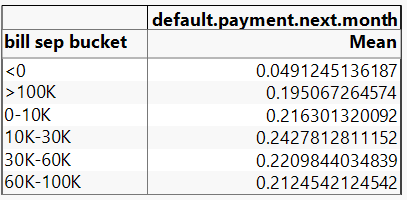 default.payment.next.month
bill sep bucket Mean
<0 0.0491245136187
>100K 0.195067264574
0-10K 0.216301320092
10K-30K 0.2427812811152
30K-60K 0.2209844034839
60K-100K 0.2124542124542